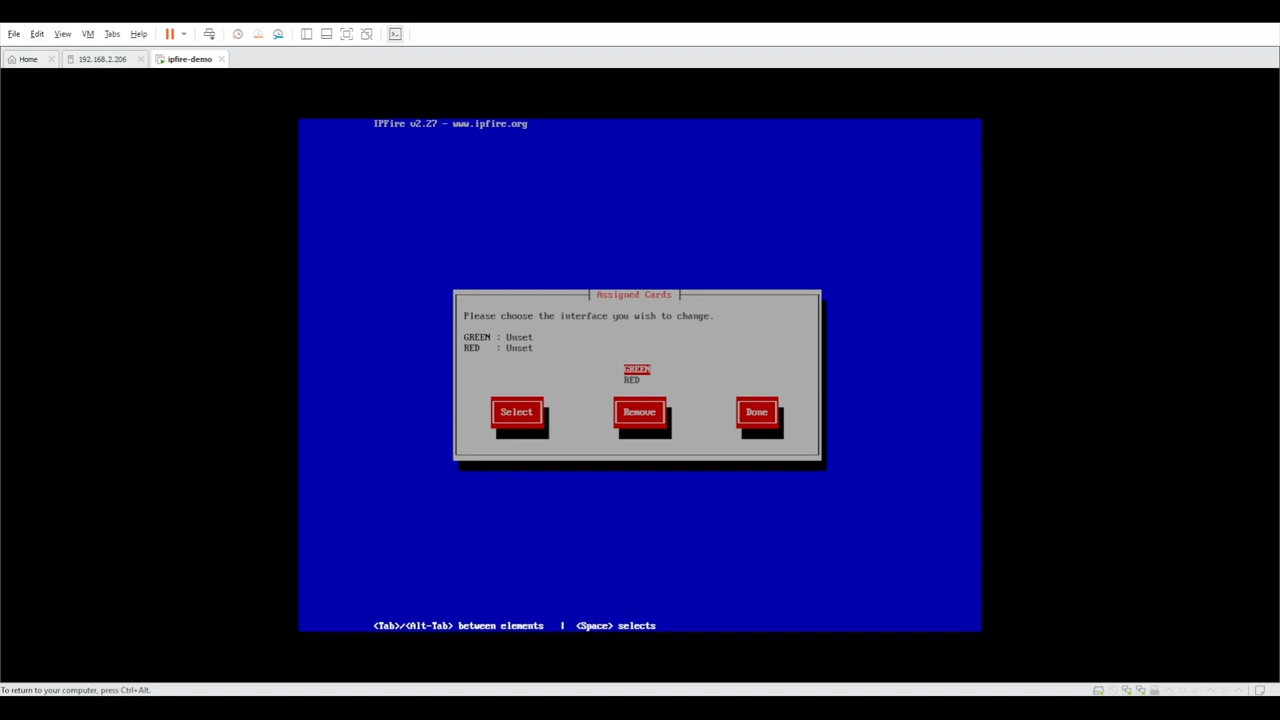 File Edit View VM Tabs Help
Home 192.168.2.206 ipfire-demo
IPFire v2.27 - www.ipfire.org
Assigned Cards
Please choose the interface you wish to change.
GREEN : Unset
RED : Unset
GREEN
RED
Select Remove Done
<Tab>/<Alt-Tab> between elements | <Space> selects
To return to your computer, press Ctrl+Alt.